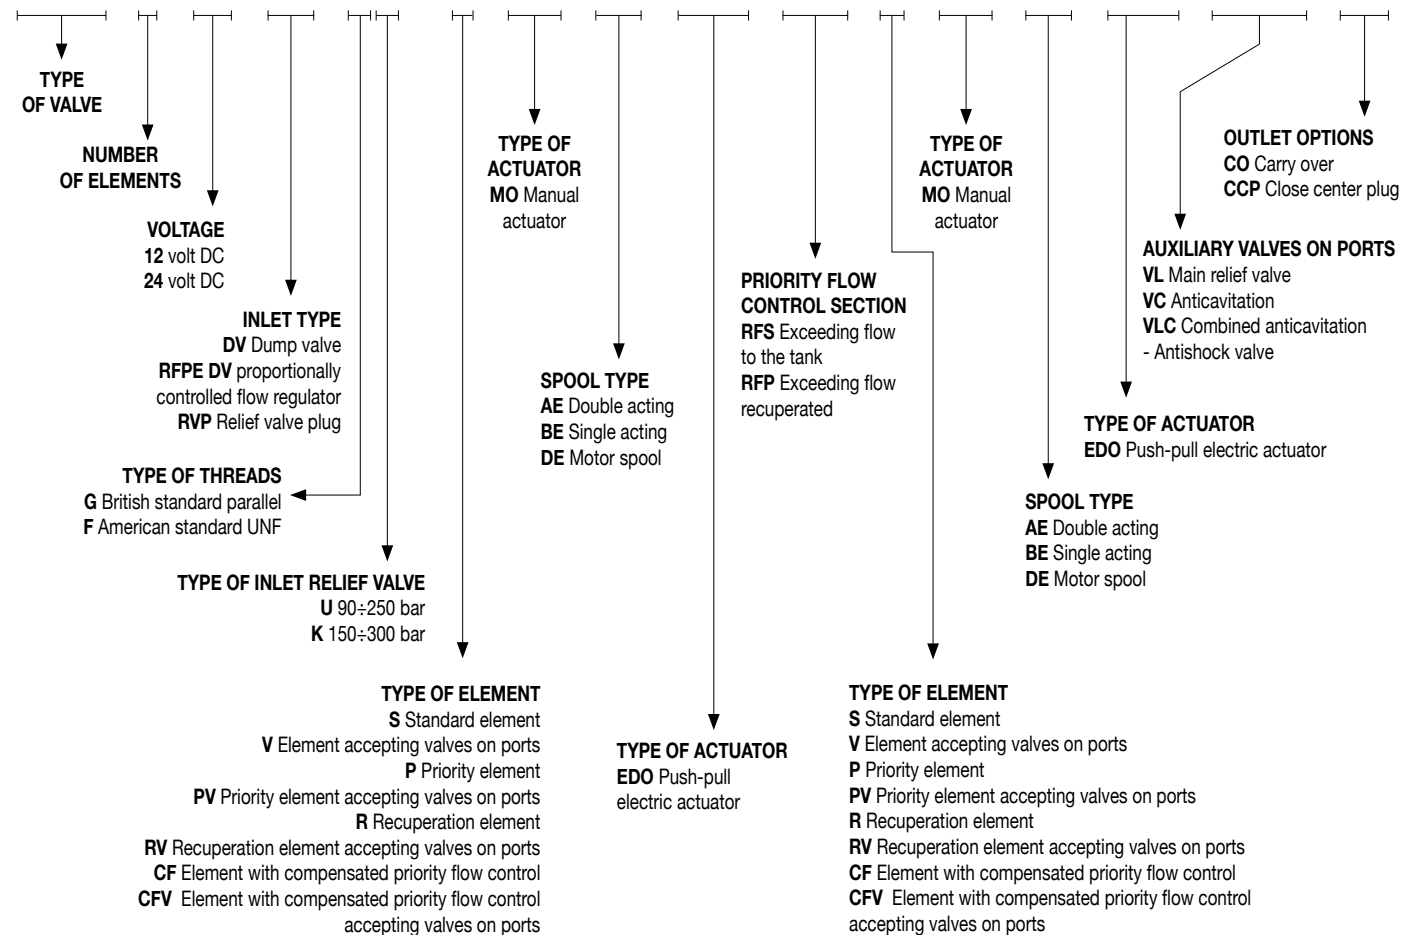 TYPE
OF VALVE
NUMBER
OF ELEMENTS
VOLTAGE
12 volt DC
24 volt DC
INLET TYPE
DV Dump valve
RFPE DV proportionally
controlled flow regulator
RVP Relief valve plug
TYPE OF THREADS
G British standard parallel
F American standard UNF
TYPE OF INLET RELIEF VALVE
U 90÷250 bar
K 150÷300 bar
TYPE OF ELEMENT
S Standard element
V Element accepting valves on ports
P Priority element
PV Priority element accepting valves on ports
R Recuperation element
RV Recuperation element accepting valves on ports
CF Element with compensated priority flow control
CFV Element with compensated priority flow control
accepting valves on ports
TYPE OF
ACTUATOR
MO Manual
actuator
SPOOL TYPE
AE Double acting
BE Single acting
DE Motor spool
TYPE OF ACTUATOR
EDO Push-pull
electric actuator
PRIORITY FLOW
CONTROL SECTION
RFS Exceeding flow
to the tank
RFP Exceeding flow
recuperated
TYPE OF ELEMENT
S Standard element
V Element accepting valves on ports
P Priority element
PV Priority element accepting valves on ports
R Recuperation element
RV Recuperation element accepting valves on ports
CF Element with compensated priority flow control
CFV Element with compensated priority flow control
accepting valves on ports
TYPE OF
ACTUATOR
MO Manual
actuator
SPOOL TYPE
AE Double acting
BE Single acting
DE Motor spool
TYPE OF ACTUATOR
EDO Push-pull electric actuator
AUXILIARY VALVES ON PORTS
VL Main relief valve
VC Anticavitation
VLC Combined anticavitation
- Antishock valve
OUTLET OPTIONS
CO Carry over
CCP Close center plug